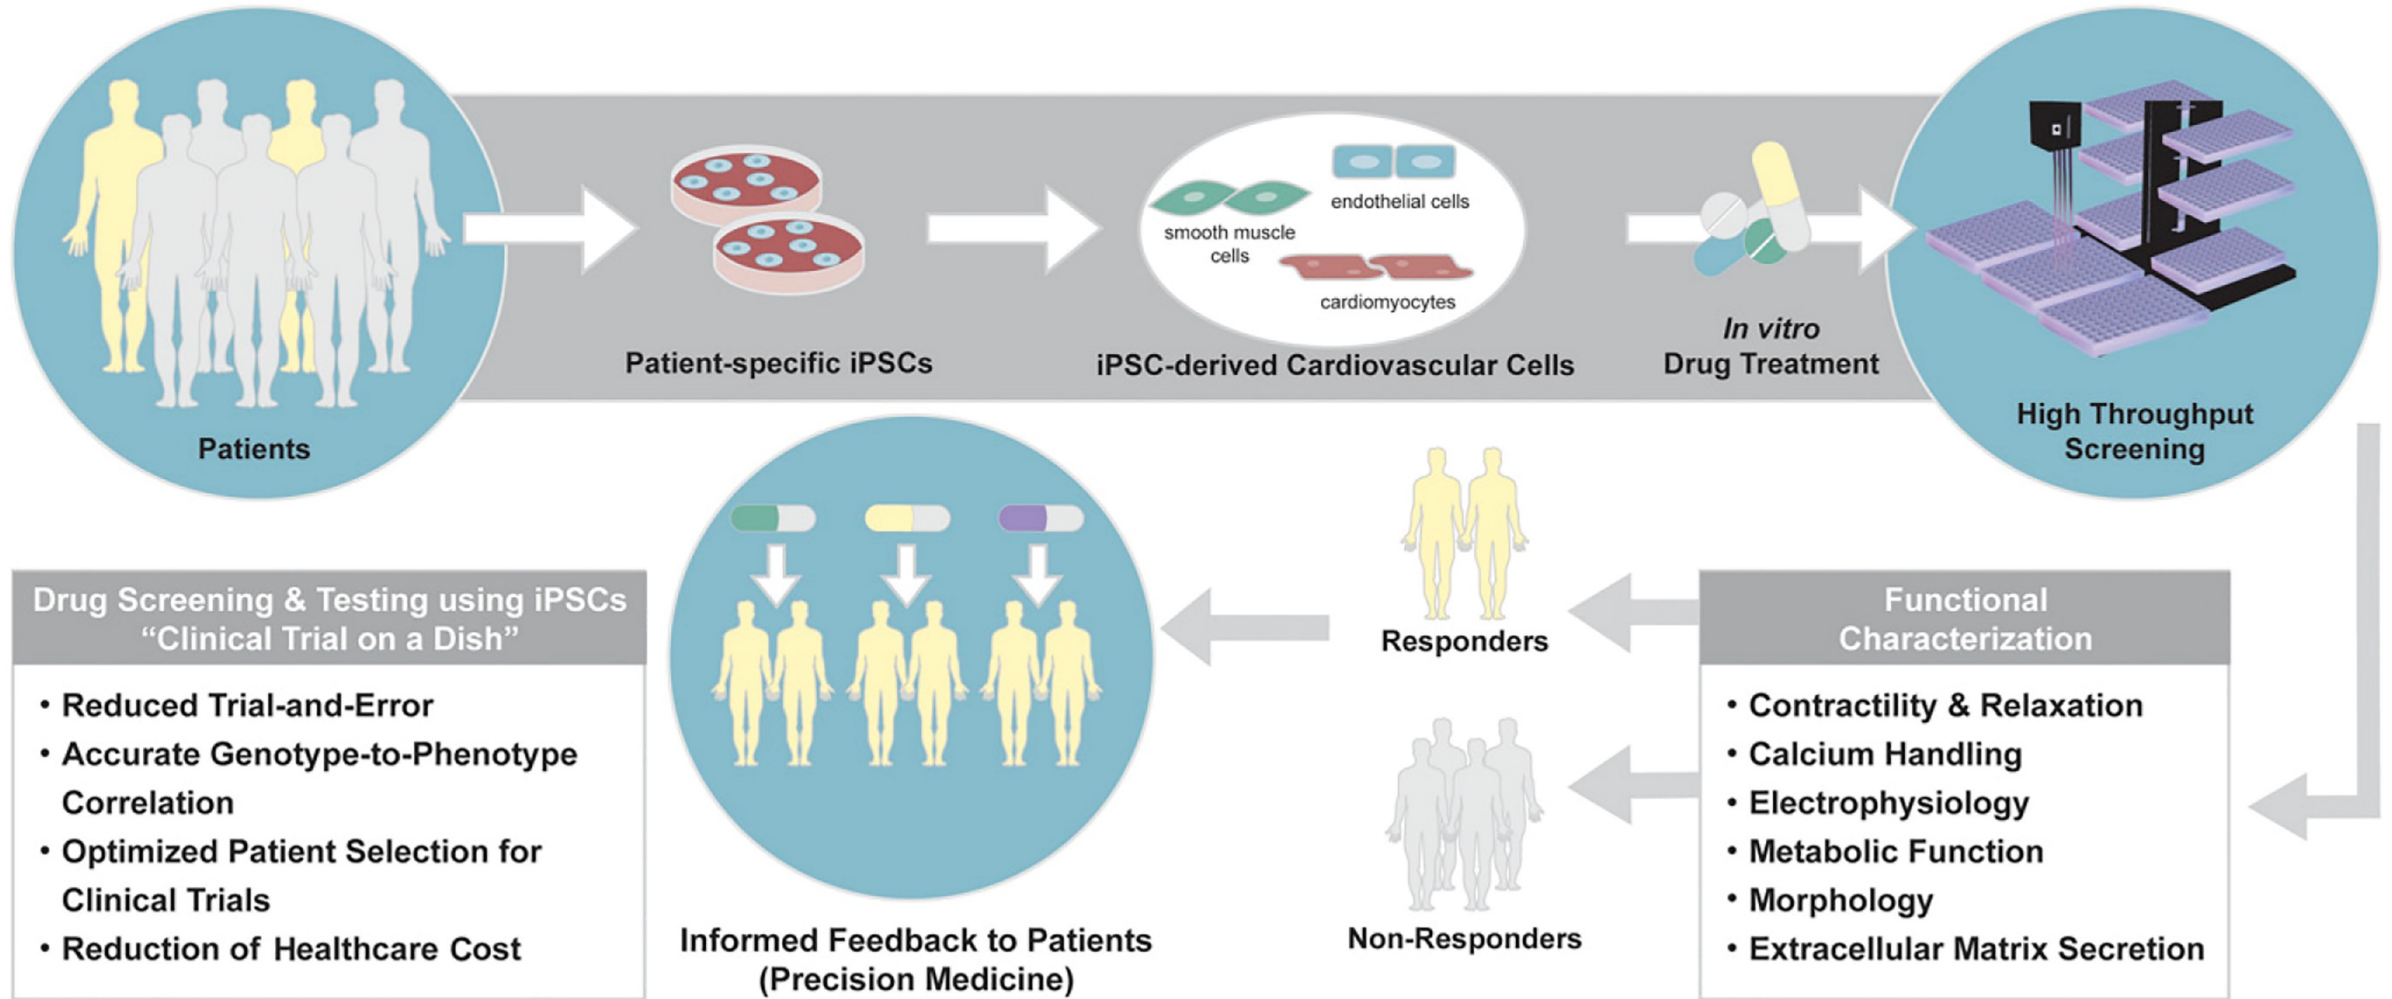 Patients
Patient-specific iPSCs
endothelial cells
smooth muscle
cells
cardiomyocytes
iPSC-derived Cardiovascular Cells
In vitro
Drug Treatment
High Throughput
Screening
Functional
Characterization
• Contractility & Relaxation
• Calcium Handling
• Electrophysiology
• Metabolic Function
• Morphology
• Extracellular Matrix Secretion
Responders
Non-Responders
Informed Feedback to Patients
(Precision Medicine)
Drug Screening & Testing using iPSCs
“Clinical Trial on a Dish”
• Reduced Trial-and-Error
• Accurate Genotype-to-Phenotype
Correlation
• Optimized Patient Selection for
Clinical Trials
• Reduction of Healthcare Cost